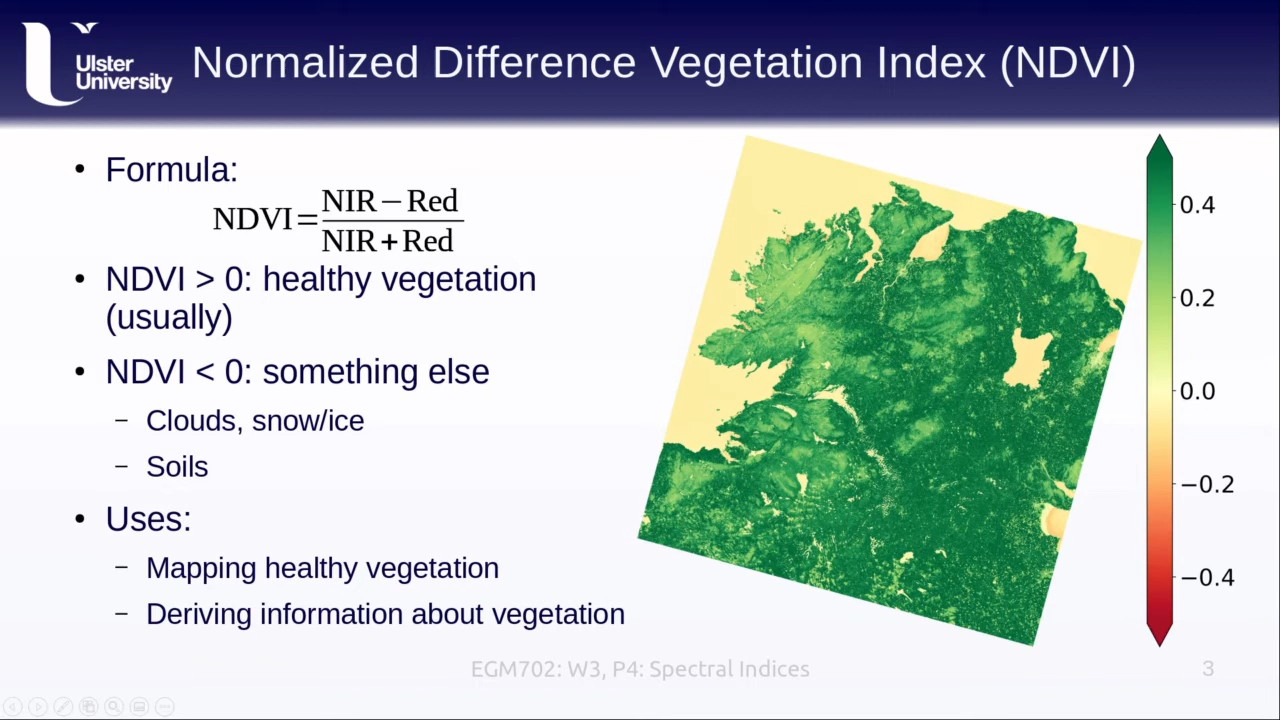 Ulster
University
Normalized Difference Vegetation Index (NDVI)
• Formula:
NDVI = NIR − Red
NIR + Red
• NDVI > 0: healthy vegetation
(usually)
• NDVI < 0: something else
– Clouds, snow/ice
– Soils
• Uses:
– Mapping healthy vegetation
– Deriving information about vegetation
0.4
0.2
0.0
−0.2
−0.4
EGM702: W3, P4: Spectral Indices
3